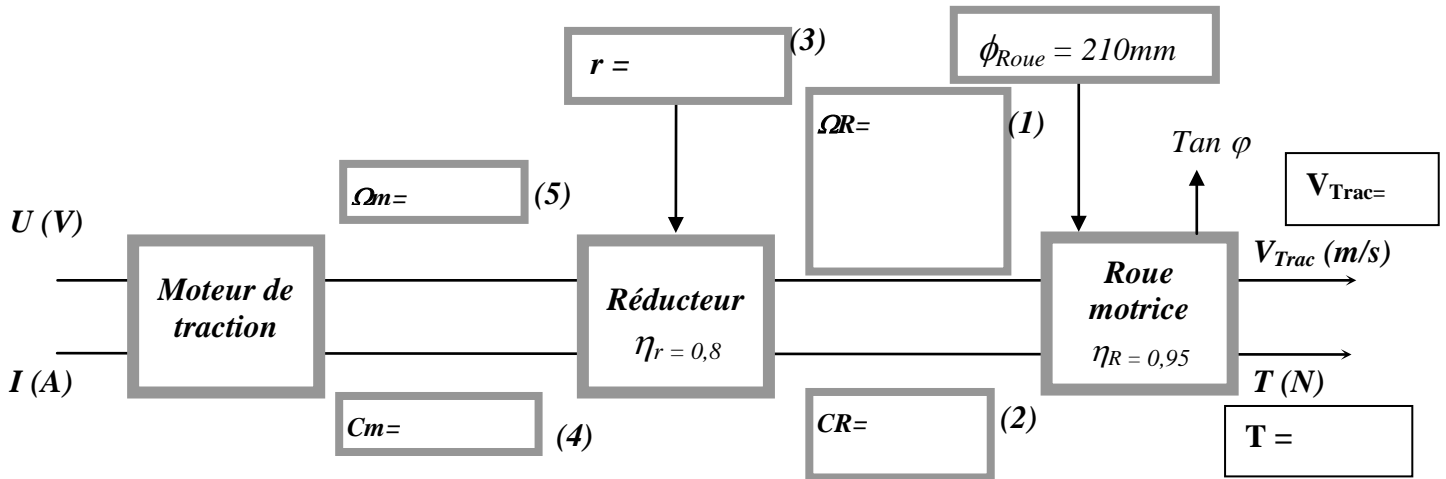 r =
(3)
ϕRoue = 210mm
ΩR=
(1)
Tan φ
Ωm=
(5)
VTrac=
U (V)
Moteur de
traction
Réducteur
ηr = 0,8
Roue
motrice
ηR = 0,95
VTrac (m/s)
I (A)
T (N)
Cm=
(4)
CR=
(2)
T =